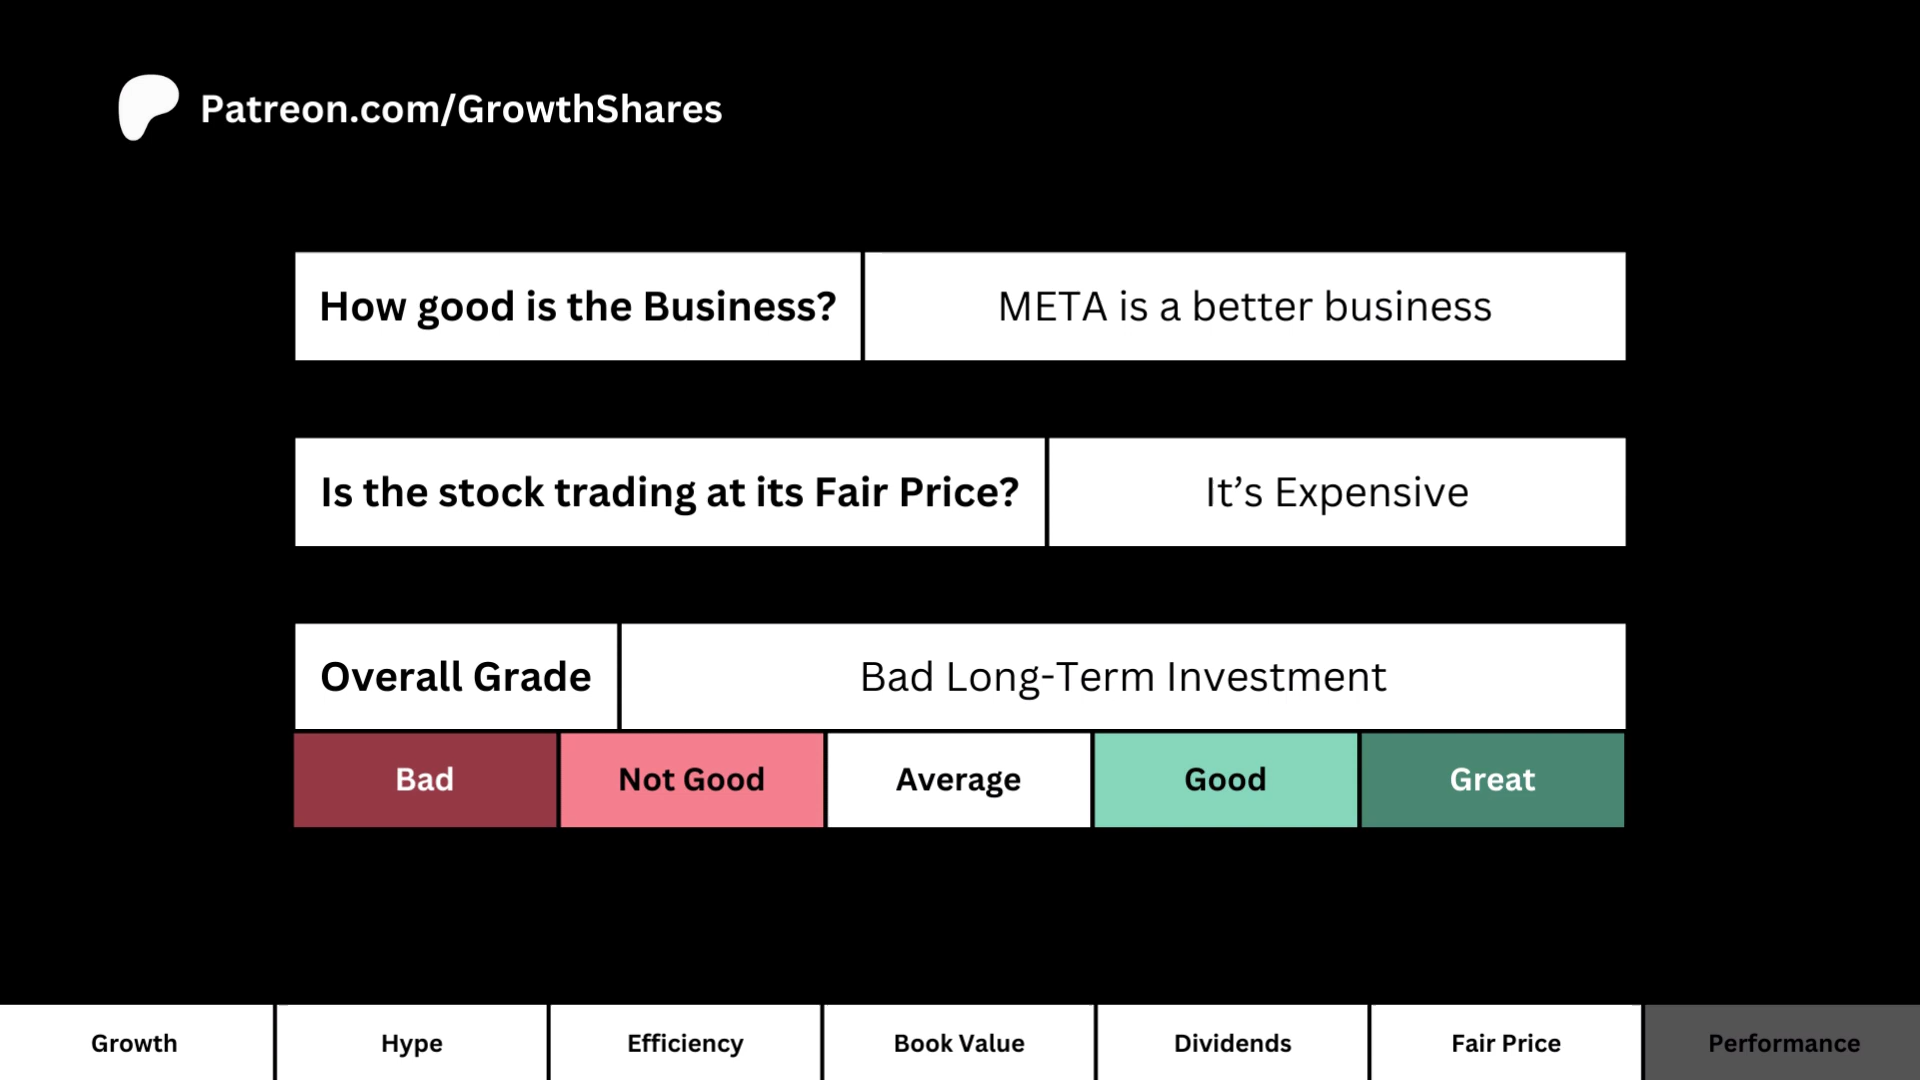 Patreon.com/GrowthShares
How good is the Business? META is a better business
Is the stock trading at its Fair Price? It’s Expensive
Overall Grade Bad Long-Term Investment
Bad Not Good Average Good Great
Growth Hype Efficiency Book Value Dividends Fair Price Performance